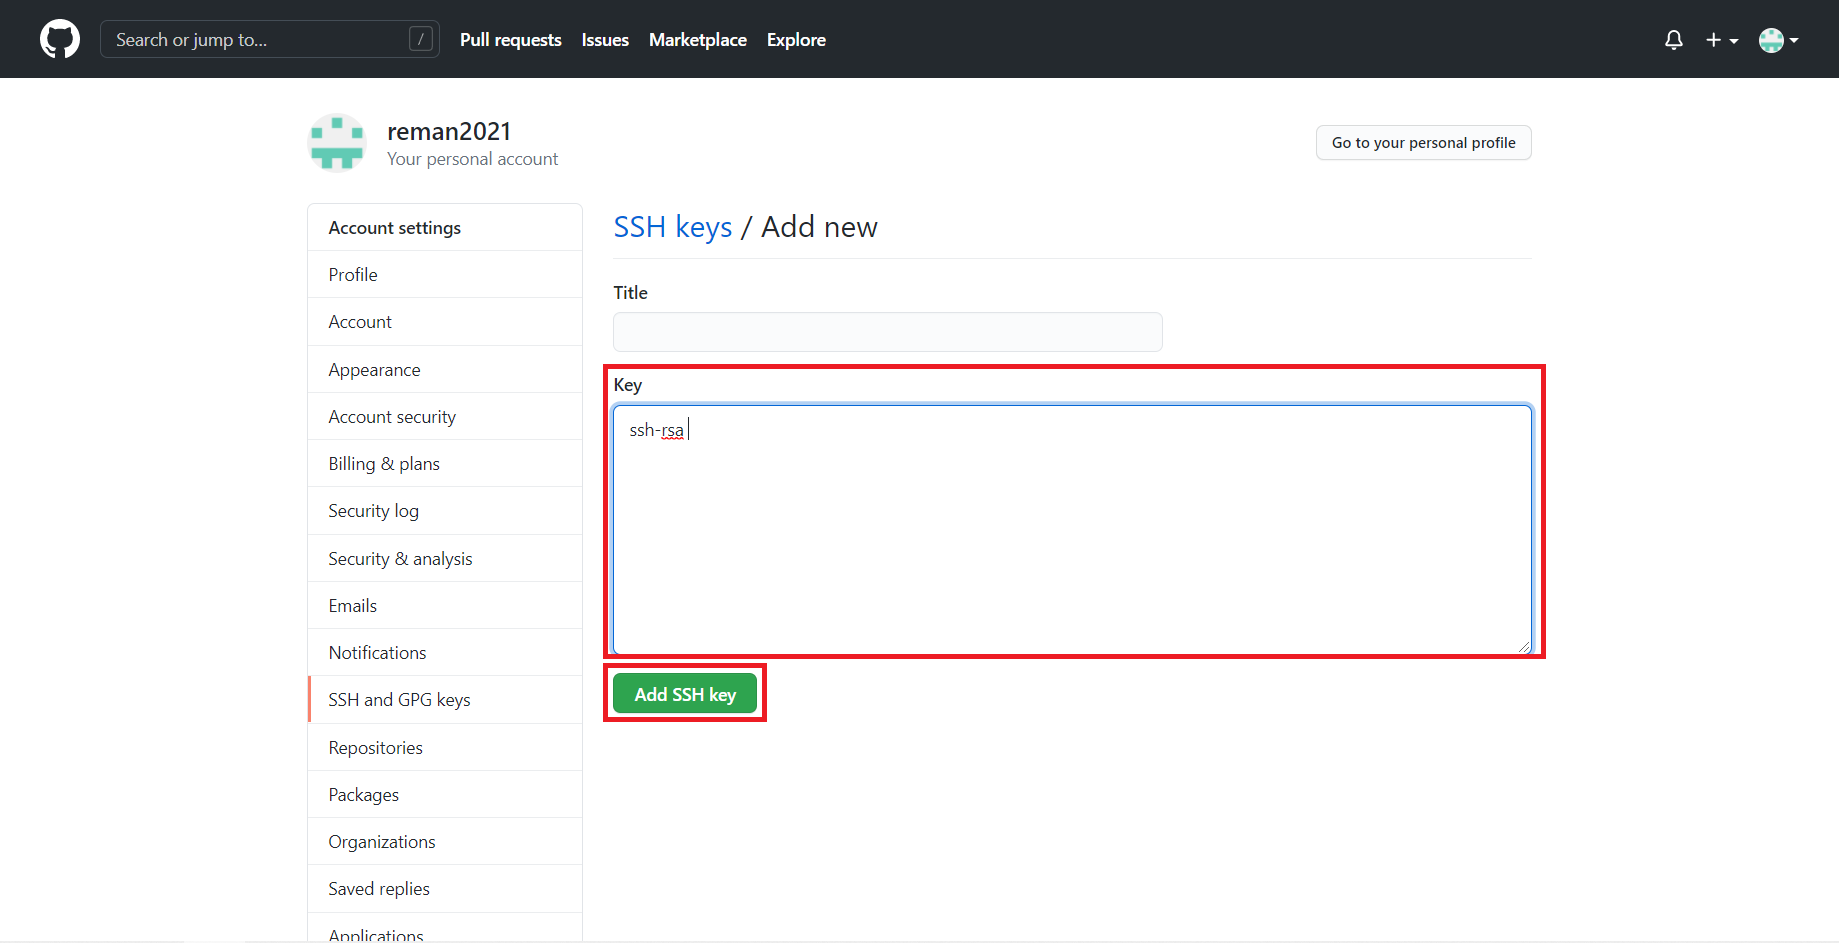 Search or jump to... /
Pull requests Issues Marketplace Explore
reman2021
Your personal account
Go to your personal profile
Account settings
Profile
Account
Appearance
Account security
Billing & plans
Security log
Security & analysis
Emails
Notifications
SSH and GPG keys
Repositories
Packages
Organizations
Saved replies
Applications
SSH keys / Add new
Title
Key
ssh-rsa
Add SSH key